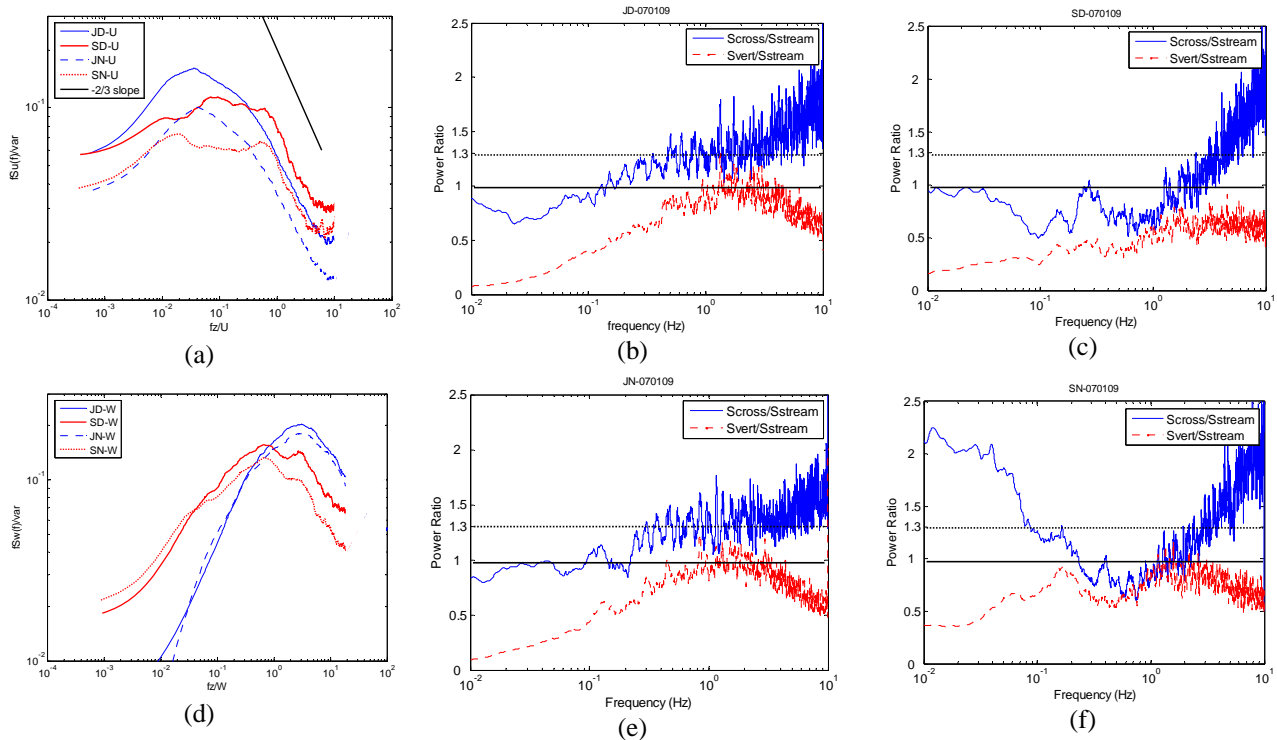 JD-U
SD-U
JN-U
SN-U
-2/3 slope
10^-1
10^-2
fSu(f)/var
10^-4 10^-3 10^-2 10^-1 10^0 10^1 10^2
fz/U
(a)
JD-070109
Scross/Sstream
Svert/Sstream
2.5
2
1.5
1.3
1
0.5
0
Power Ratio
10^-2 10^-1 10^0 10^1
frequency (Hz)
(b)
SD-070109
Scross/Sstream
Svert/Sstream
2.5
2
1.5
1.3
1
0.5
0
Power Ratio
10^-2 10^-1 10^0 10^1
Frequency (Hz)
(c)
JD-W
SD-W
JN-W
SN-W
10^-1
10^-2
fSw(f)/var
10^-4 10^-3 10^-2 10^-1 10^0 10^1 10^2
fz/W
(d)
JN-070109
Scross/Sstream
Svert/Sstream
2.5
2
1.5
1.3
1
0.5
0
Power Ratio
10^-2 10^-1 10^0 10^1
Frequency (Hz)
(e)
SN-070109
Scross/Sstream
Svert/Sstream
2.5
2
1.5
1.3
1
0.5
0
Power Ratio
10^-2 10^-1 10^0 10^1
Frequency (Hz)
(f)